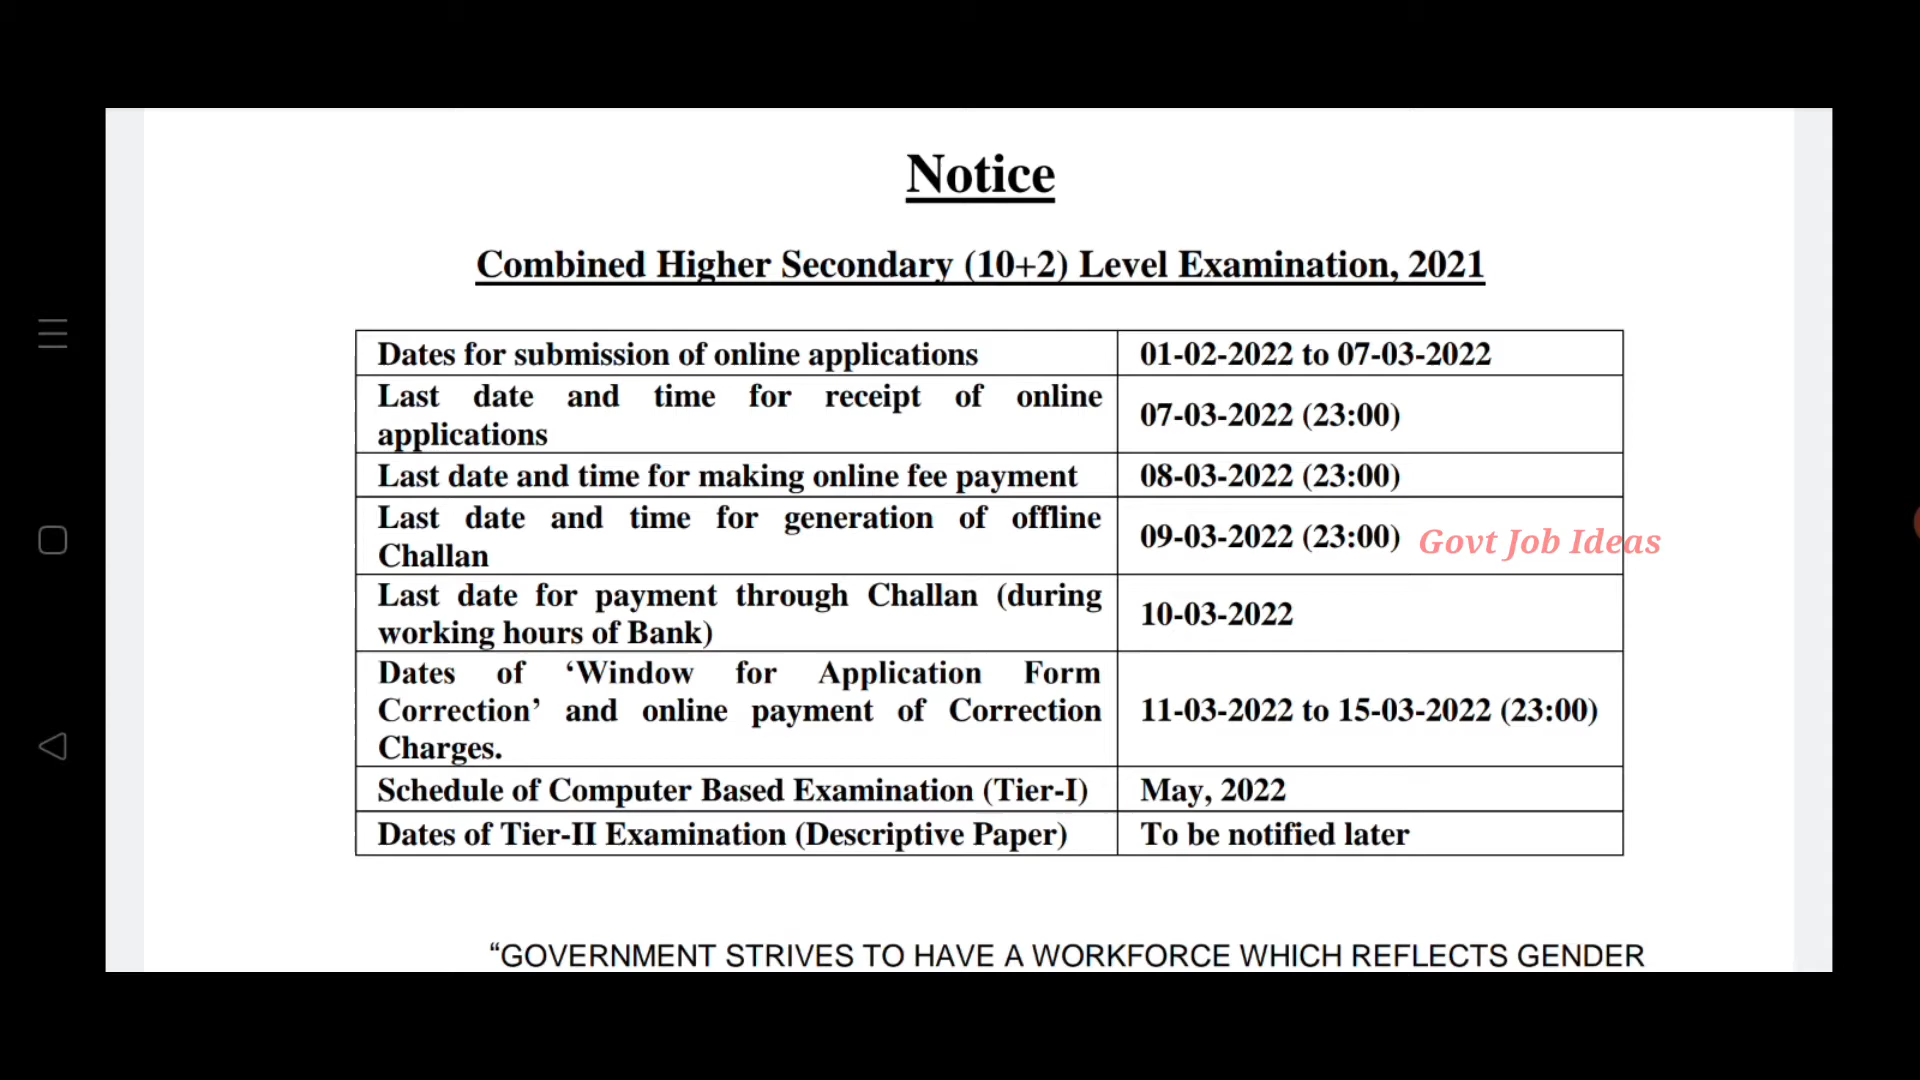 Notice
Combined Higher Secondary (10+2) Level Examination, 2021
Dates for submission of online applications
01-02-2022 to 07-03-2022
Last date and time for receipt of online
applications
07-03-2022 (23:00)
Last date and time for making online fee payment
08-03-2022 (23:00)
Last date and time for generation of offline
Challan
09-03-2022 (23:00)
Govt Job Ideas
Last date for payment through Challan (during
working hours of Bank)
10-03-2022
Dates of ‘Window for Application Form
Correction’ and online payment of Correction
Charges.
11-03-2022 to 15-03-2022 (23:00)
Schedule of Computer Based Examination (Tier-I)
May, 2022
Dates of Tier-II Examination (Descriptive Paper)
To be notified later
“GOVERNMENT STRIVES TO HAVE A WORKFORCE WHICH REFLECTS GENDER